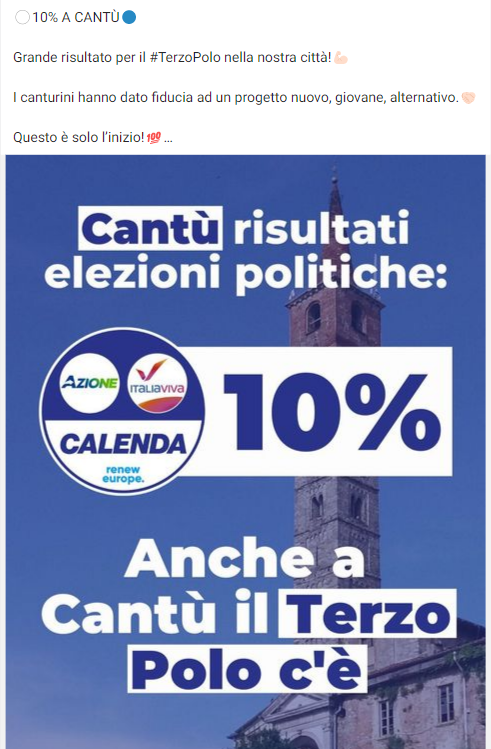 ⚪10% A CANTÙ🔵
Grande risultato per il #TerzoPolo nella nostra città!💪🏻
I canturini hanno dato fiducia ad un progetto nuovo, giovane, alternativo.👊🏻
Questo è solo l’inizio!💯 ...
Cantù risultati
elezioni politiche:
AZIONE
ITALIAVIVA
CALENDA
renew
europe.
10%
Anche a
Cantù il Terzo
Polo c'è